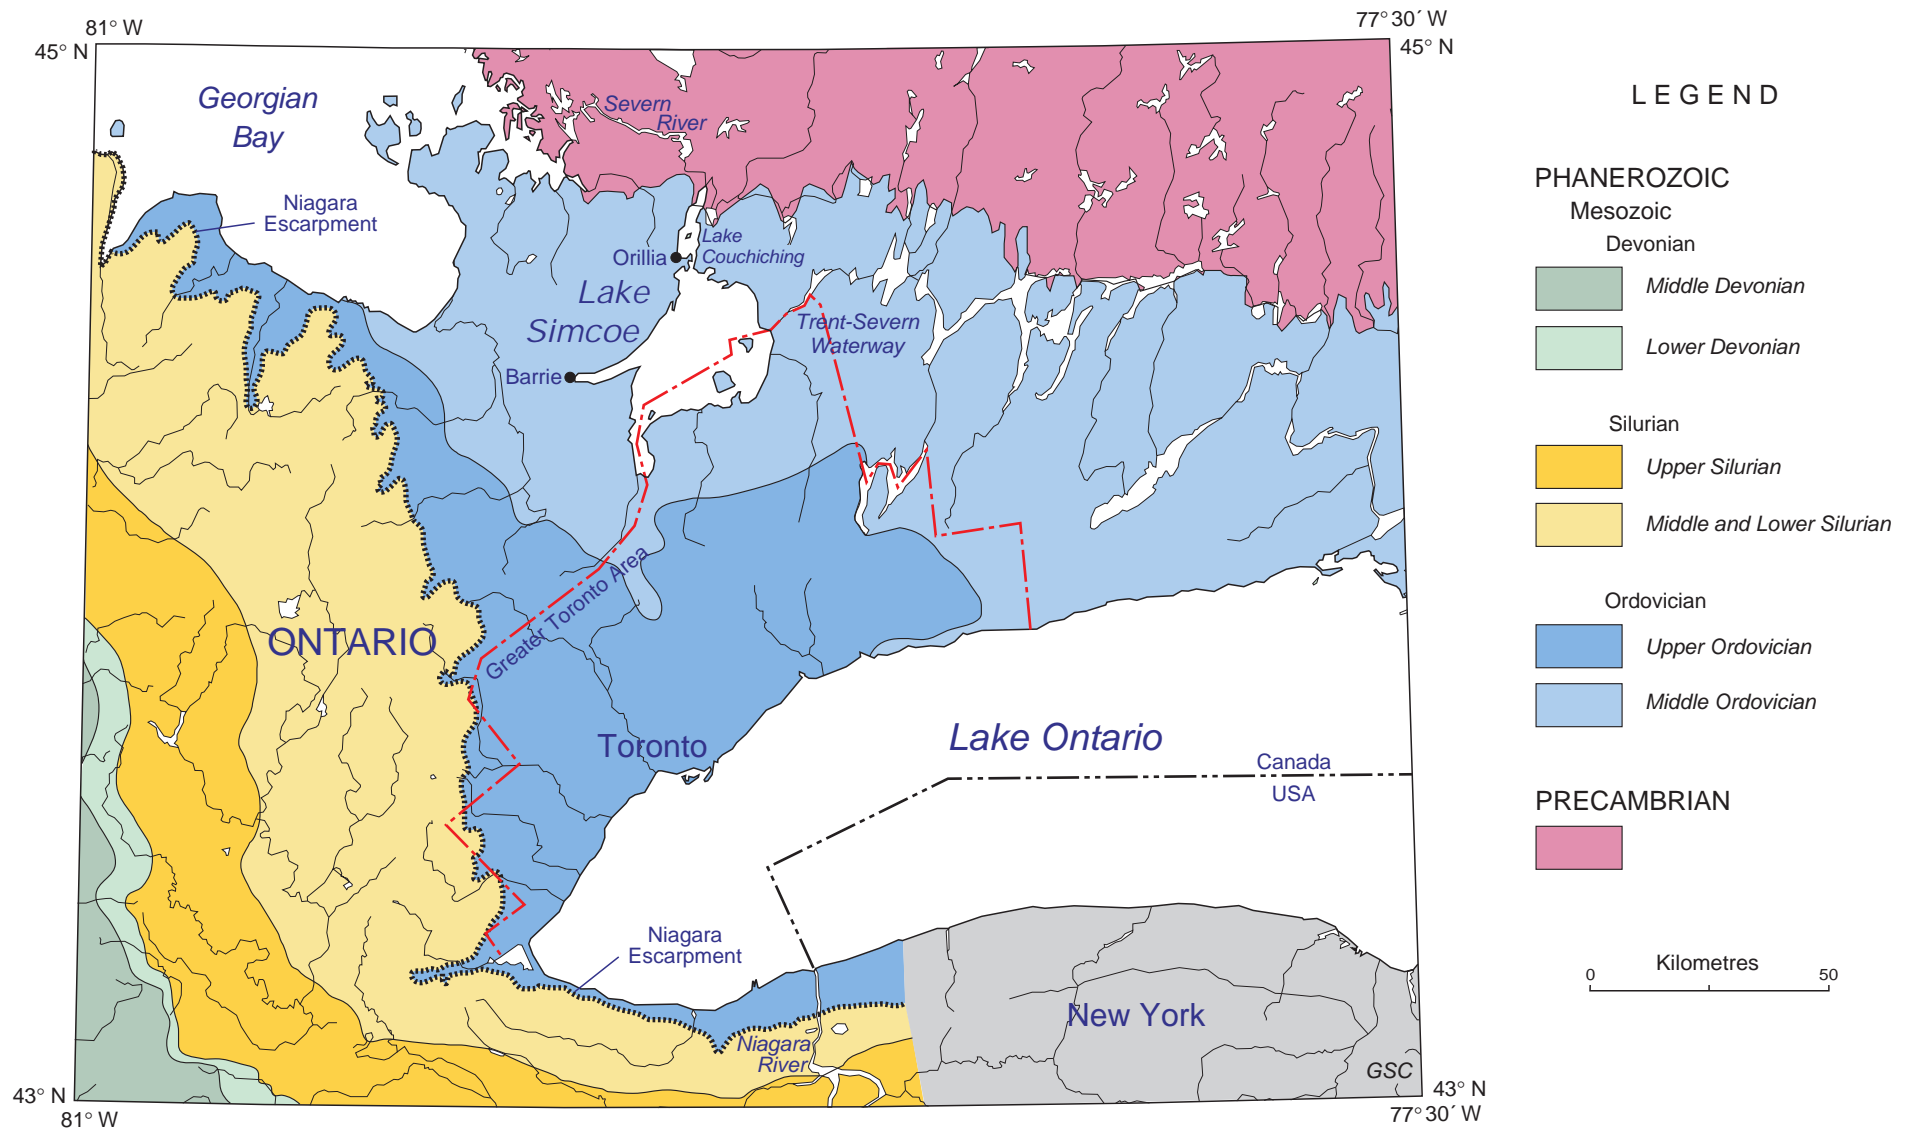 81° W
77° 30´ W
45° N
45° N
Georgian
Bay
Severn
River
Niagara
Escarpment
Orillia
Lake
Couchiching
Lake
Simcoe
Trent-Severn
Waterway
Barrie
Greater Toronto Area
ONTARIO
Toronto
Lake Ontario
Canada
USA
Niagara
Escarpment
New York
Niagara
River
GSC
43° N
43° N
81° W
77° 30´ W
LEGEND
PHANEROZOIC
Mesozoic
Devonian
Middle Devonian
Lower Devonian
Silurian
Upper Silurian
Middle and Lower Silurian
Ordovician
Upper Ordovician
Middle Ordovician
PRECAMBRIAN
Kilometres
0 50